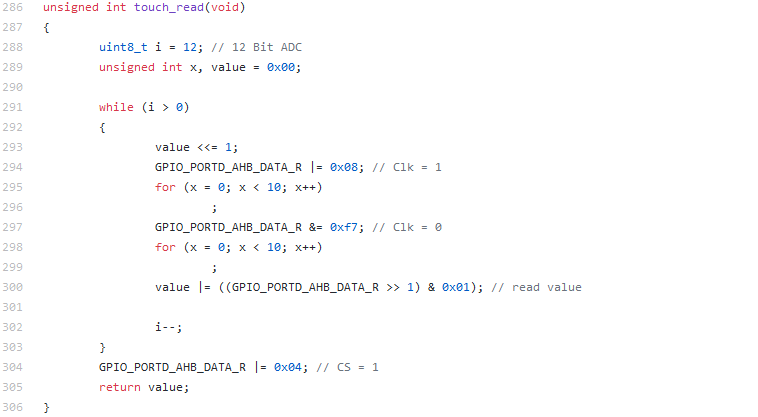 286 unsigned int touch_read(void)
287 {
288         uint8_t i = 12; // 12 Bit ADC
289         unsigned int x, value = 0x00;
290
291         while (i > 0)
292         {
293                 value <<= 1;
294                 GPIO_PORTD_AHB_DATA_R |= 0x08; // Clk = 1
295                 for (x = 0; x < 10; x++)
296                         ;
297                 GPIO_PORTD_AHB_DATA_R &= 0xf7; // Clk = 0
298                 for (x = 0; x < 10; x++)
299                         ;
300                 value |= ((GPIO_PORTD_AHB_DATA_R >> 1) & 0x01); // read value
301
302                 i--;
303         }
304         GPIO_PORTD_AHB_DATA_R |= 0x04; // CS = 1
305         return value;
306 }